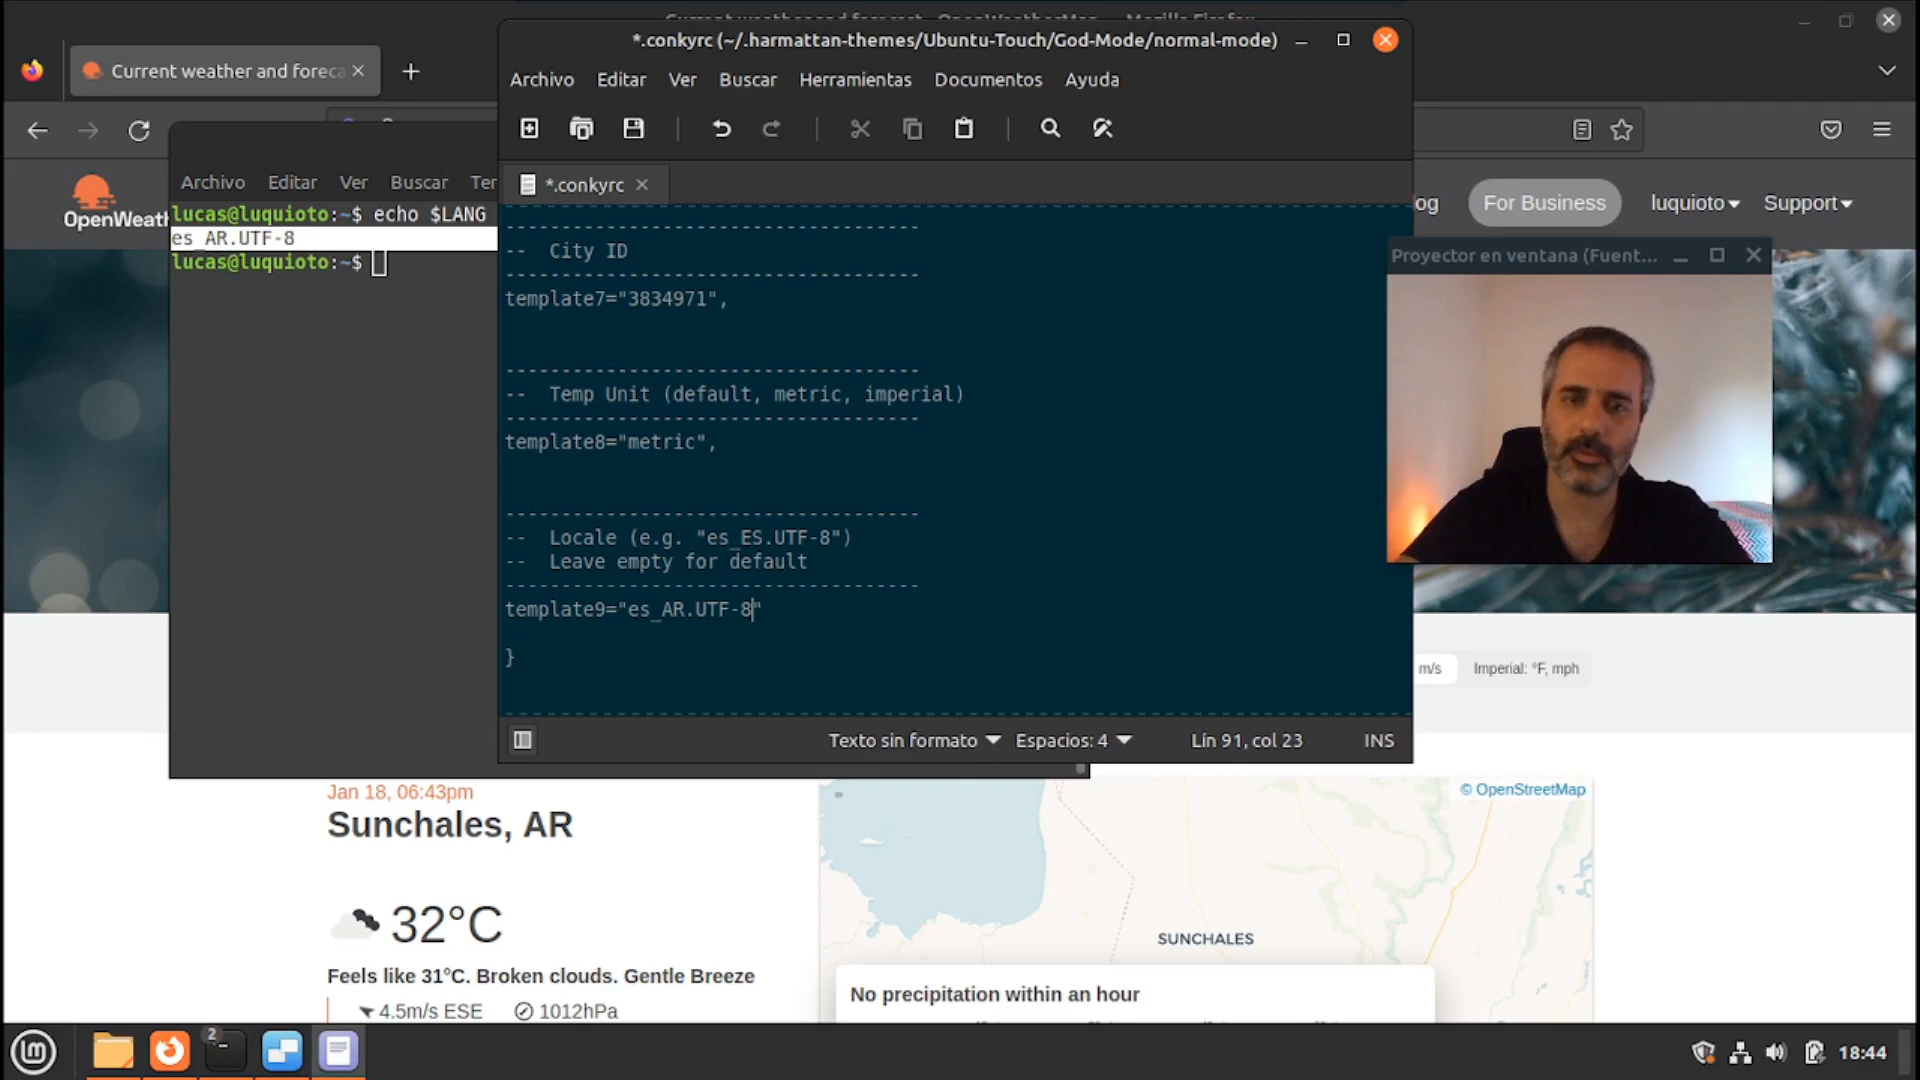 Current weather and foreca
*.conkyrc (~/.harmattan-themes/Ubuntu-Touch/God-Mode/normal-mode)
Archivo Editar Ver Buscar Herramientas Documentos Ayuda
*.conkyrc
OpenWeath
og
For Business
luquioto
Support
Archivo Editar Ver Buscar Ter
lucas@luquioto:~$ echo $LANG
es_AR.UTF-8
lucas@luquioto:~$
------------------------------------
-- City ID
------------------------------------
template7="3834971",
------------------------------------
-- Temp Unit (default, metric, imperial)
------------------------------------
template8="metric",
------------------------------------
-- Locale (e.g. "es_ES.UTF-8")
-- Leave empty for default
------------------------------------
template9="es_AR.UTF-8"
}
Texto sin formato Espacios: 4 Lín 91, col 23 INS
Proyector en ventana (Fuent...
m/s
Imperial: °F, mph
Jan 18, 06:43pm
Sunchales, AR
32°C
Feels like 31°C. Broken clouds. Gentle Breeze
4.5m/s ESE 1012hPa
© OpenStreetMap
SUNCHALES
No precipitation within an hour
2
18:44